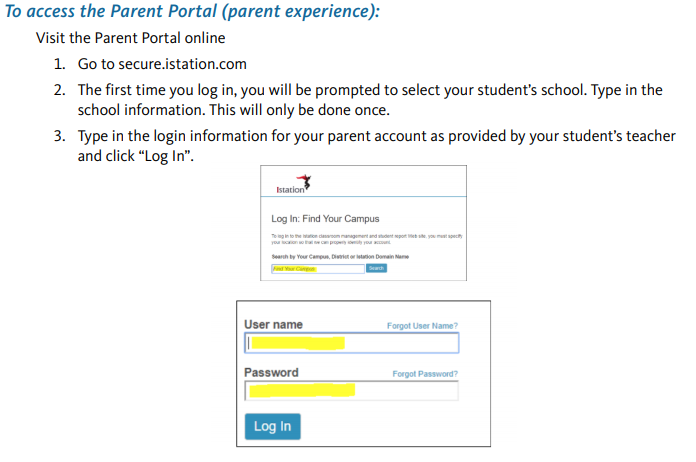 To access the Parent Portal (parent experience):
Visit the Parent Portal online
1. Go to secure.istation.com
2. The first time you log in, you will be prompted to select your student’s school. Type in the
school information. This will only be done once.
3. Type in the login information for your parent account as provided by your student’s teacher
and click “Log In”.
Istation
Log In: Find Your Campus
To log in to the Istation classroom management and student report Web site, you must specify
your location so that we can properly identify your account.
Search by Your Campus, District or Istation Domain Name
Find Your Campus Search
User name Forgot User Name?
Password Forgot Password?
Log In